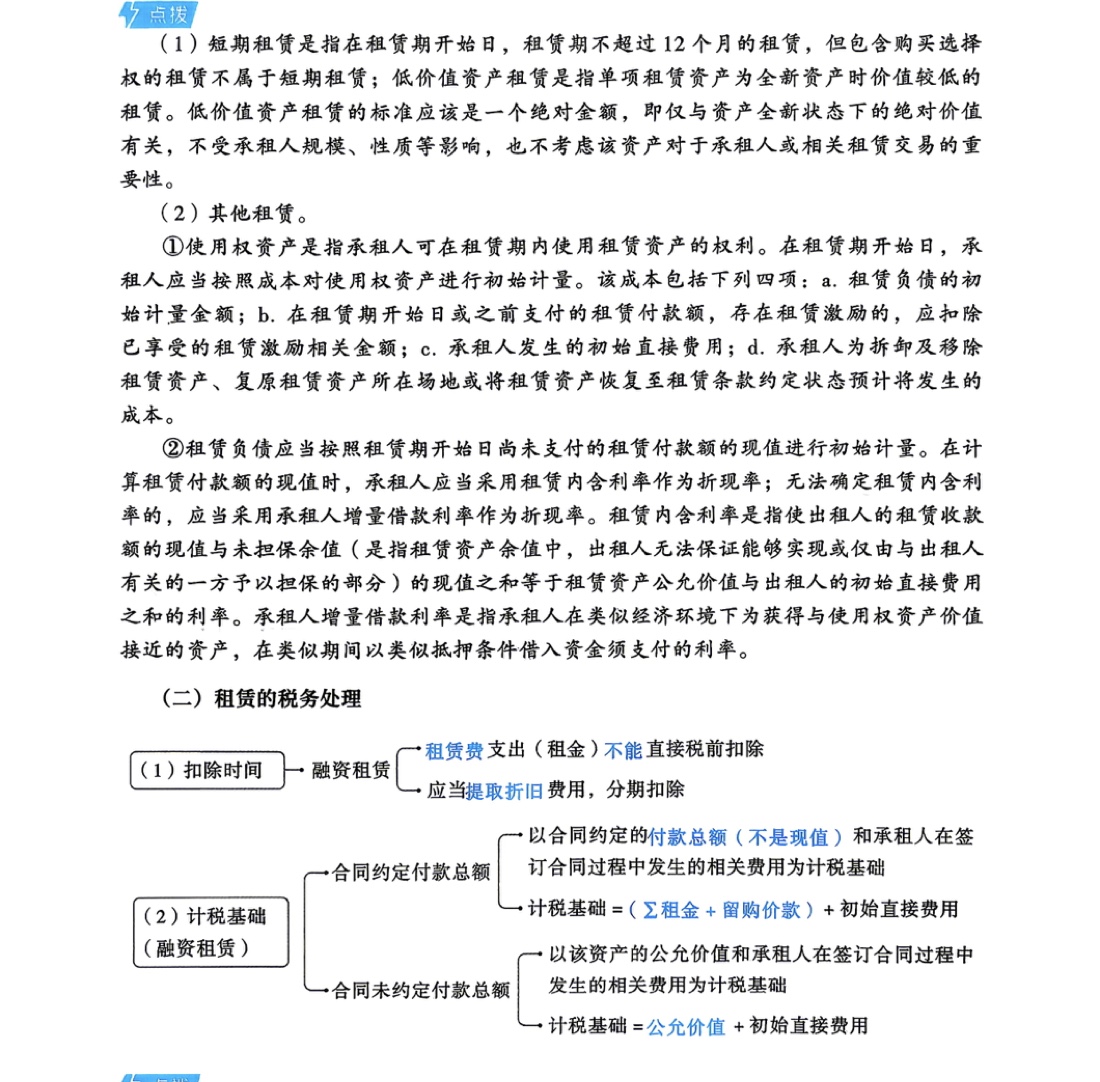 点拨
（1）短期租赁是指在租赁期开始日，租赁期不超过 12 个月的租赁，但包含购买选择
权的租赁不属于短期租赁；低价值资产租赁是指单项租赁资产为全新资产时价值较低的
租赁。低价值资产租赁的标准应该是一个绝对金额，即仅与资产全新状态下的绝对价值
有关，不受承租人规模、性质等影响，也不考虑该资产对于承租人或相关租赁交易的重
要性。
（2）其他租赁。
①使用权资产是指承租人可在租赁期内使用租赁资产的权利。在租赁期开始日，承
租人应当按照成本对使用权资产进行初始计量。该成本包括下列四项：a. 租赁负债的初
始计量金额；b. 在租赁期开始日或之前支付的租赁付款额，存在租赁激励的，应扣除
已享受的租赁激励相关金额；c. 承租人发生的初始直接费用；d. 承租人为拆卸及移除
租赁资产、复原租赁资产所在场地或将租赁资产恢复至租赁条款约定状态预计将发生的
成本。
②租赁负债应当按照租赁期开始日尚未支付的租赁付款额的现值进行初始计量。在计
算租赁付款额的现值时，承租人应当采用租赁内含利率作为折现率；无法确定租赁内含利
率的，应当采用承租人增量借款利率作为折现率。租赁内含利率是指使出租人的租赁收款
额的现值与未担保余值（是指租赁资产余值中，出租人无法保证能够实现或仅由与出租人
有关的一方予以担保的部分）的现值之和等于租赁资产公允价值与出租人的初始直接费用
之和的利率。承租人增量借款利率是指承租人在类似经济环境下为获得与使用权资产价值
接近的资产，在类似期间以类似抵押条件借入资金须支付的利率。
（二）租赁的税务处理
（1）扣除时间
融资租赁
租赁费支出（租金）不能直接税前扣除
应当提取折旧费用，分期扣除
（2）计税基础
（融资租赁）
合同约定付款总额
以合同约定的付款总额（不是现值）和承租人在签
订合同过程中发生的相关费用为计税基础
计税基础 =（∑租金 + 留购价款）+ 初始直接费用
合同未约定付款总额
以该资产的公允价值和承租人在签订合同过程中
发生的相关费用为计税基础
计税基础 = 公允价值 + 初始直接费用